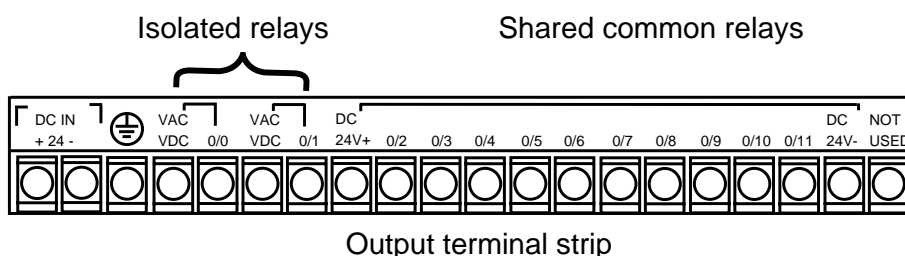 Isolated relays Shared common relays
DC IN VAC VAC DC DC NOT
+ 24 - VDC 0/0 VDC 0/1 24V+ 0/2 0/3 0/4 0/5 0/6 0/7 0/8 0/9 0/10 0/11 24V- USED
Output terminal strip